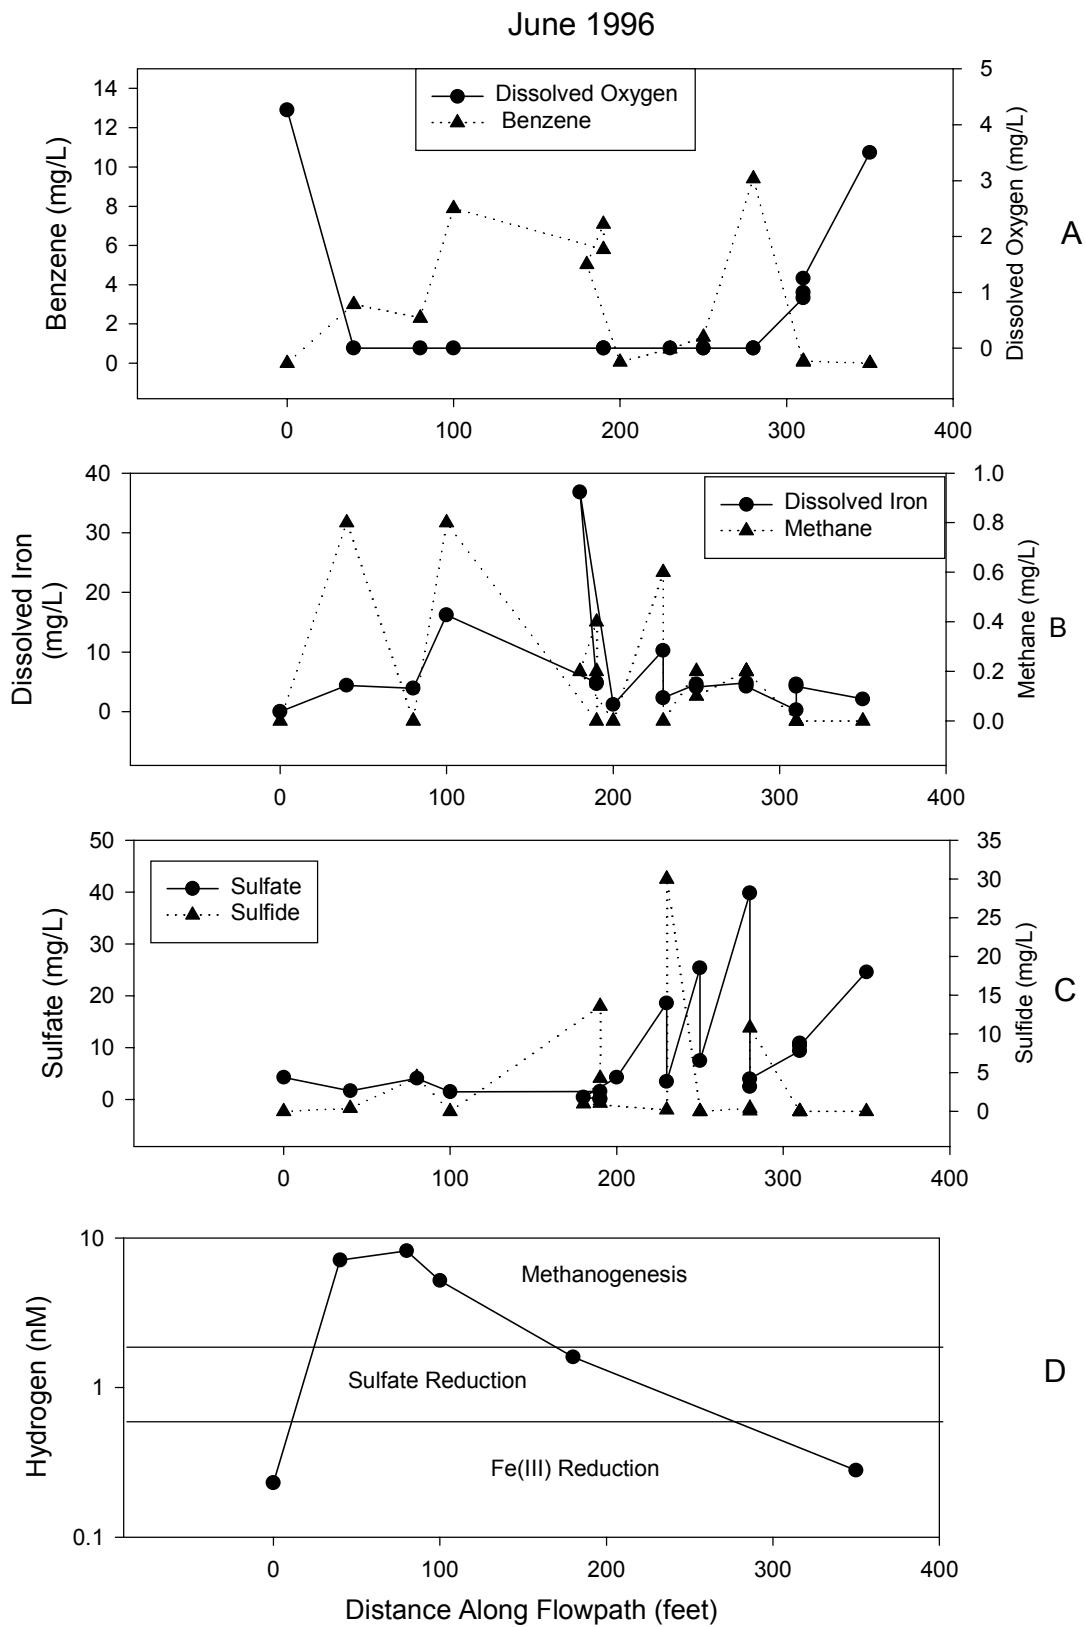 June 1996
Benzene (mg/L)
14
12
10
8
6
4
2
0
Dissolved Oxygen
Benzene
5
4
3
2
1
0
Dissolved Oxygen (mg/L)
A
0 100 200 300 400
Dissolved Iron
(mg/L)
40
30
20
10
0
Dissolved Iron
Methane
1.0
0.8
0.6
0.4
0.2
0.0
Methane (mg/L)
B
0 100 200 300 400
Sulfate (mg/L)
50
40
30
20
10
0
Sulfate
Sulfide
35
30
25
20
15
10
5
0
Sulfide (mg/L)
C
0 100 200 300 400
Hydrogen (nM)
10
1
0.1
Methanogenesis
Sulfate Reduction
Fe(III) Reduction
D
0 100 200 300 400
Distance Along Flowpath (feet)